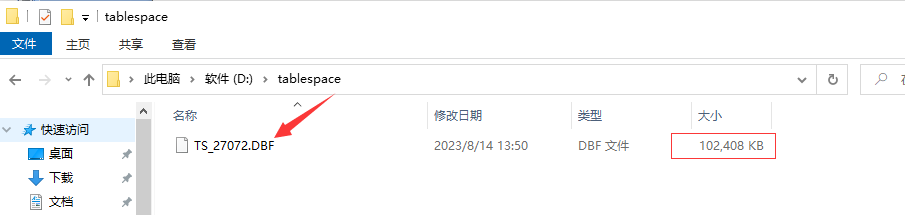 tablespace
文件 主页 共享 查看
此电脑 软件 (D:) tablespace
名称 修改日期 类型 大小
快速访问
TS_27072.DBF 2023/8/14 13:50 DBF 文件 102,408 KB
桌面
下载
文档